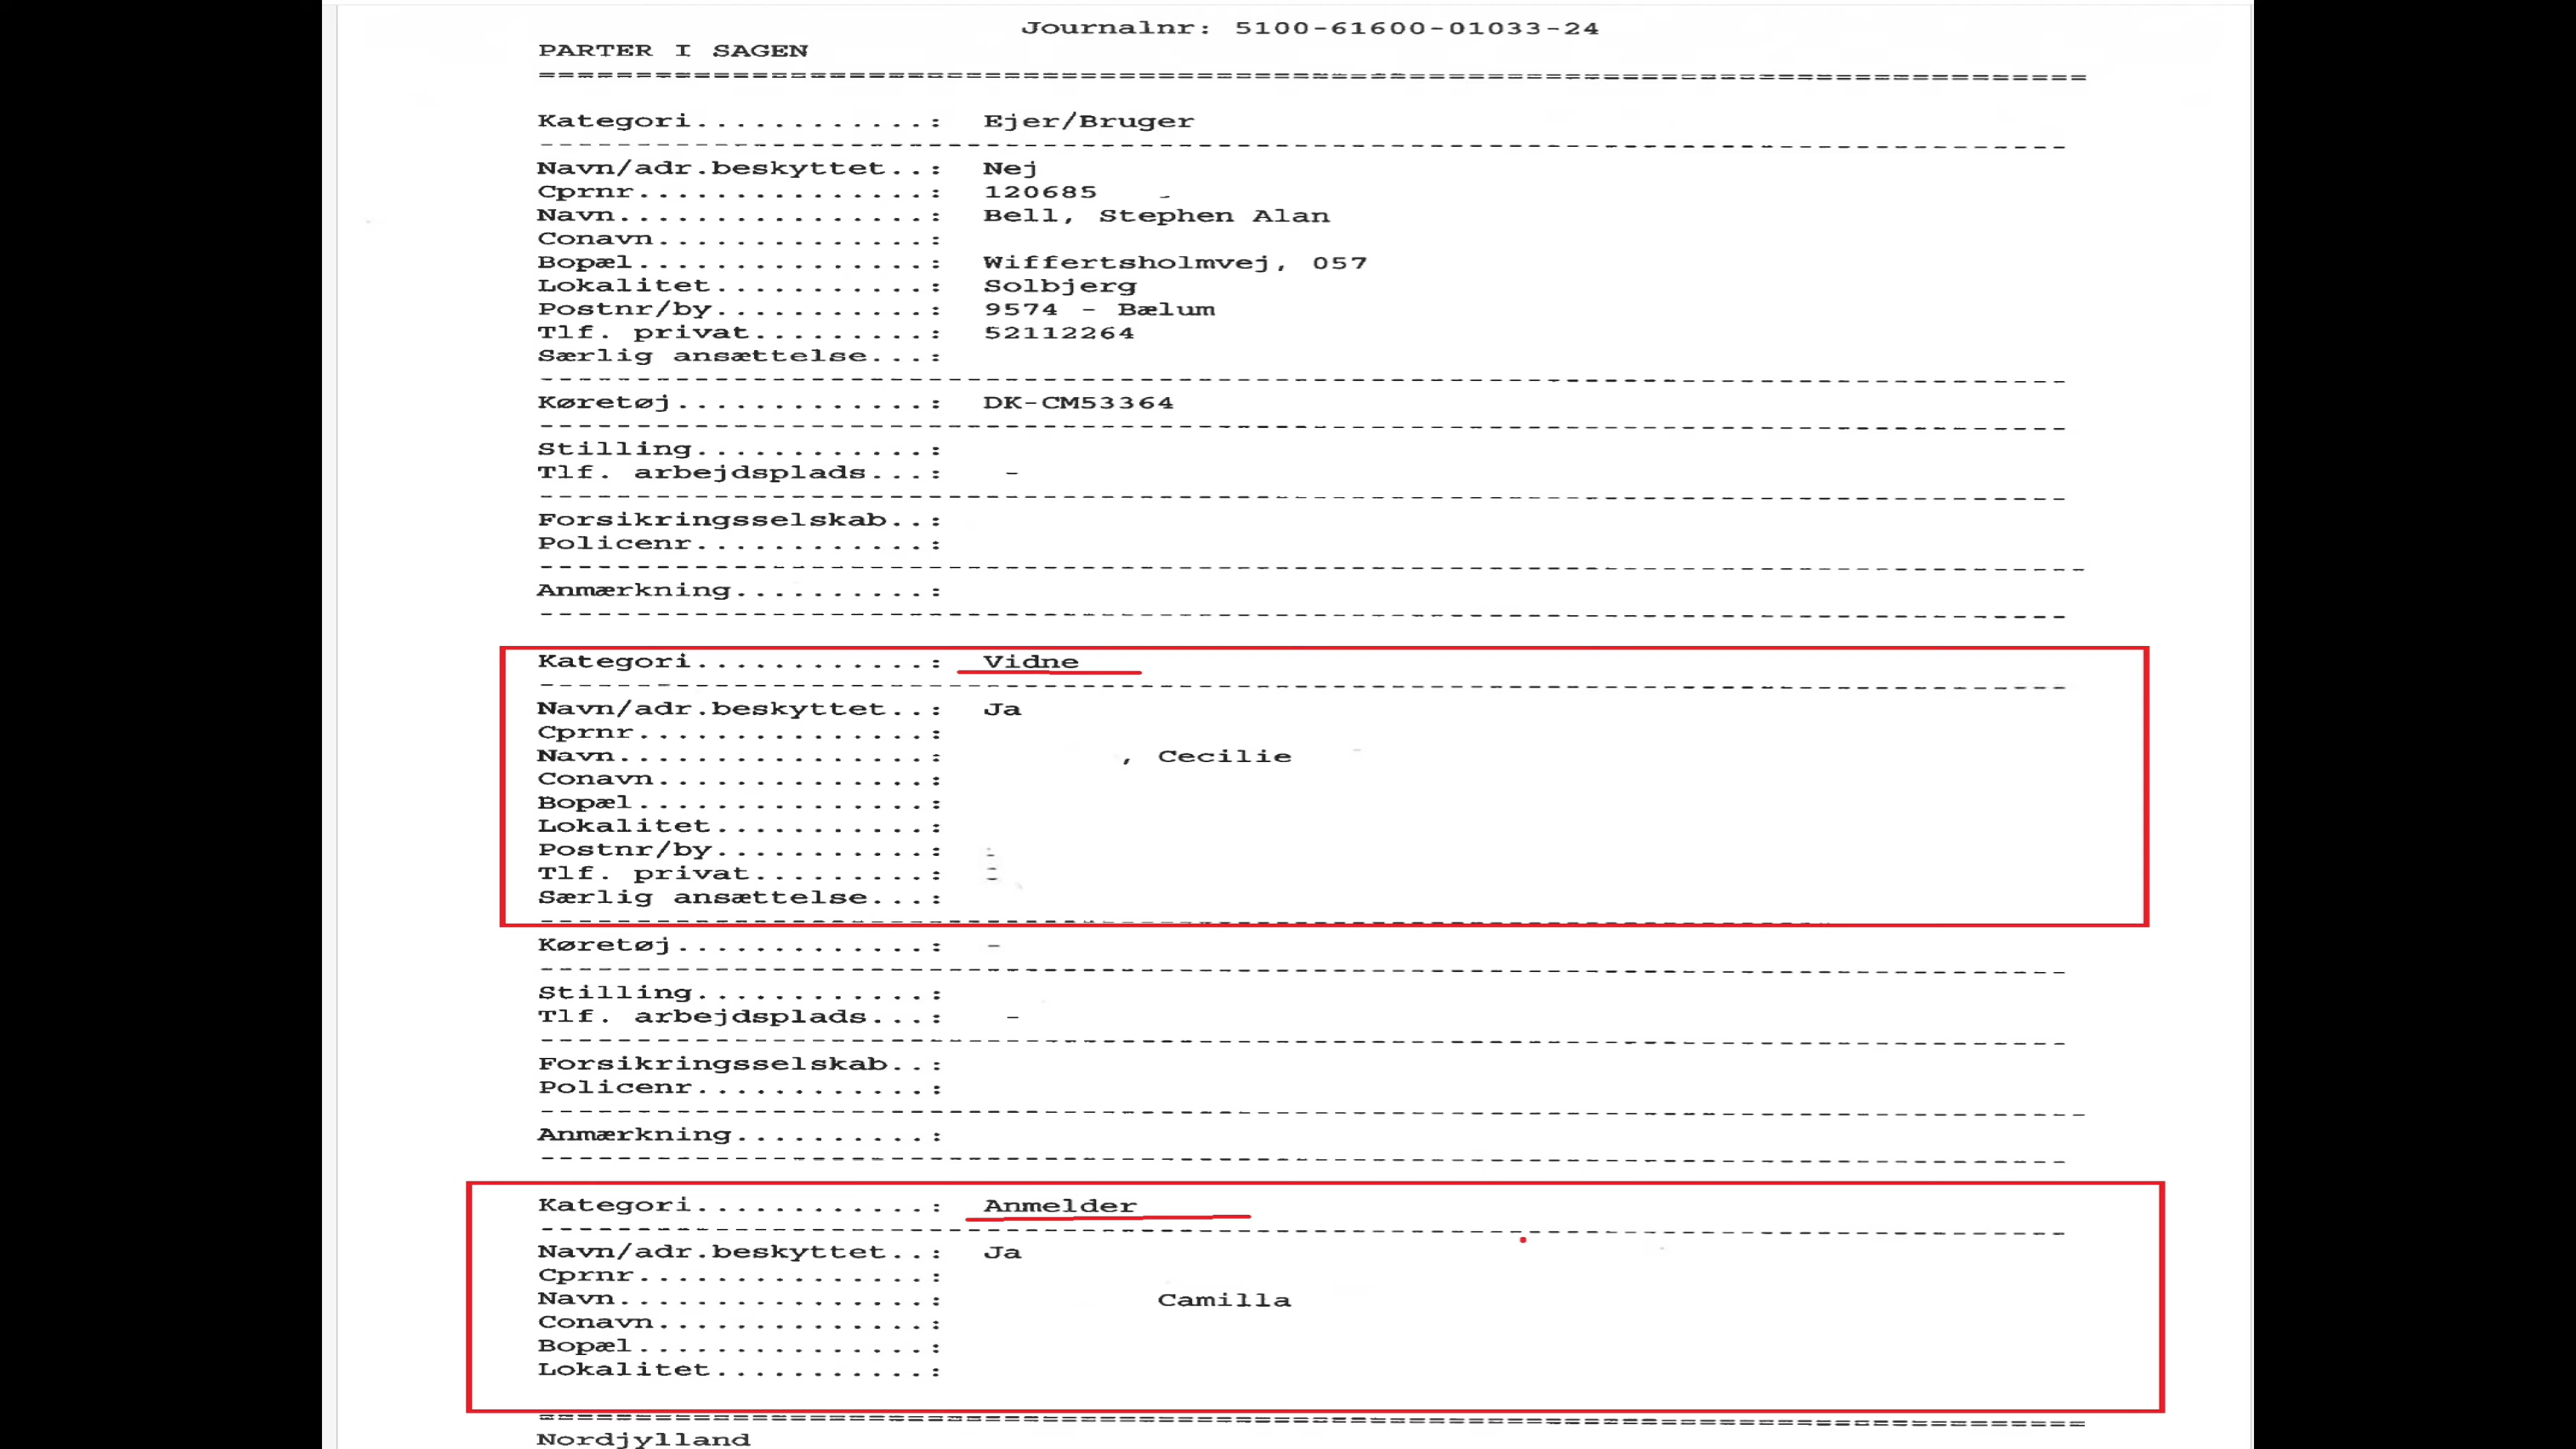 Journalnr: 5100-61600-01033-24
PARTER I SAGEN
================================================================================
Kategori............: Ejer/Bruger
--------------------------------------------------------------------------------
Navn/adr.beskyttet..: Nej
Cprnr...............: 120685 -
Navn................: Bell, Stephen Alan
Conavn..............:
Bopæl...............: Wiffertsholmvej, 057
Lokalitet...........: Solbjerg
Postnr/by...........: 9574 - Bælum
Tlf. privat.........: 52112264
Særlig ansættelse...:
--------------------------------------------------------------------------------
Køretøj.............: DK-CM53364
--------------------------------------------------------------------------------
Stilling............:
Tlf. arbejdsplads...: -
--------------------------------------------------------------------------------
Forsikringsselskab..:
Policenr............:
--------------------------------------------------------------------------------
Anmærkning..........:
--------------------------------------------------------------------------------
Kategori............: Vidne
--------------------------------------------------------------------------------
Navn/adr.beskyttet..: Ja
Cprnr...............:
Navn................: , Cecilie
Conavn..............:
Bopæl...............:
Lokalitet...........:
Postnr/by...........:
Tlf. privat.........:
Særlig ansættelse...:
--------------------------------------------------------------------------------
Køretøj.............: -
--------------------------------------------------------------------------------
Stilling............:
Tlf. arbejdsplads...: -
--------------------------------------------------------------------------------
Forsikringsselskab..:
Policenr............:
--------------------------------------------------------------------------------
Anmærkning..........:
--------------------------------------------------------------------------------
Kategori............: Anmelder
--------------------------------------------------------------------------------
Navn/adr.beskyttet..: Ja
Cprnr...............:
Navn................: Camilla
Conavn..............:
Bopæl...............:
Lokalitet...........:
================================================================================
Nordjylland